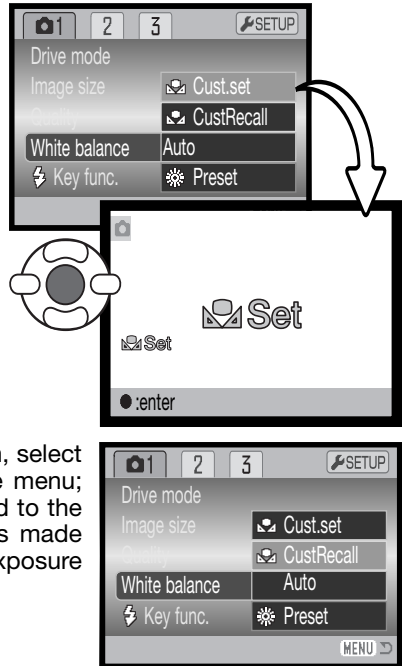 1 2 3 SETUP
Drive mode
Image size Cust.set
Quality CustRecall
White balance Auto
Key func. Preset
Set
Set
:enter
, select
e menu;
d to the
s made
xposure
1 2 3 SETUP
Drive mode
Image size Cust.set
Quality CustRecall
White balance Auto
Key func. Preset
MENU